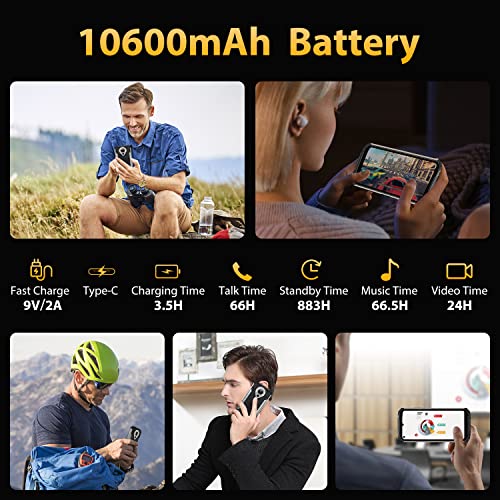 10600mAh Battery
Fast Charge
9V/2A
Type-C
Charging Time
3.5H
Talk Time
66H
Standby Time
883H
Music Time
66.5H
Video Time
24H